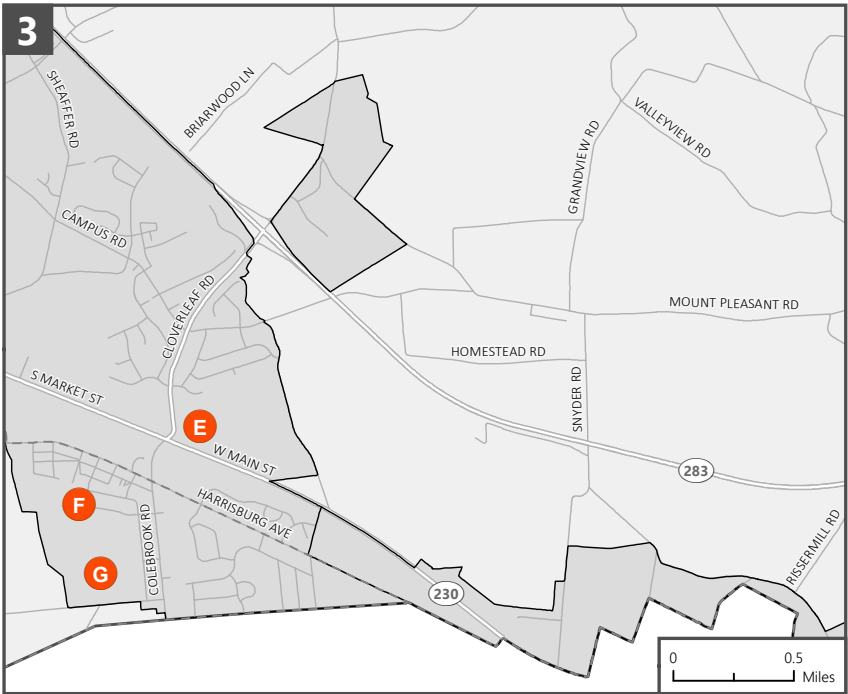 3
SHEAFFER RD
BRIARWOOD LN
GRANDVIEW RD
VALLEYVIEW RD
CAMPUS RD
CLOVERLEAF RD
MOUNT PLEASANT RD
HOMESTEAD RD
SNYDER RD
S MARKET ST
E
W MAIN ST
283
F
HARRISBURG AVE
COLEBROOK RD
RISSERMILL RD
G
230
0 0.5
Miles